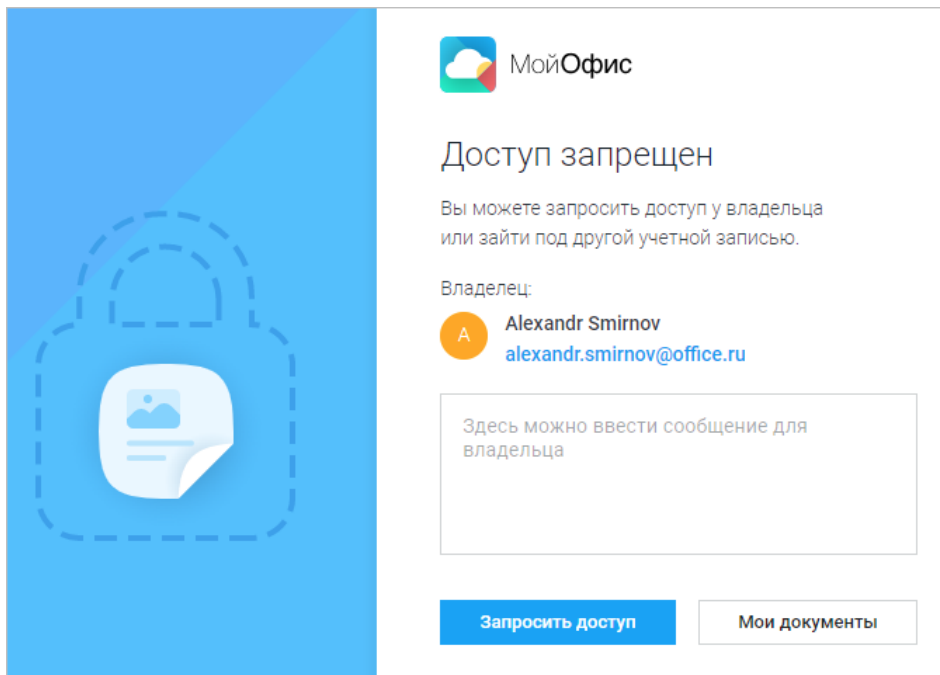 МойОфис
Доступ запрещен
Вы можете запросить доступ у владельца
или зайти под другой учетной записью.
Владелец:
А
Alexandr Smirnov
alexandr.smirnov@office.ru
Здесь можно ввести сообщение для
владельца
Запросить доступ
Мои документы